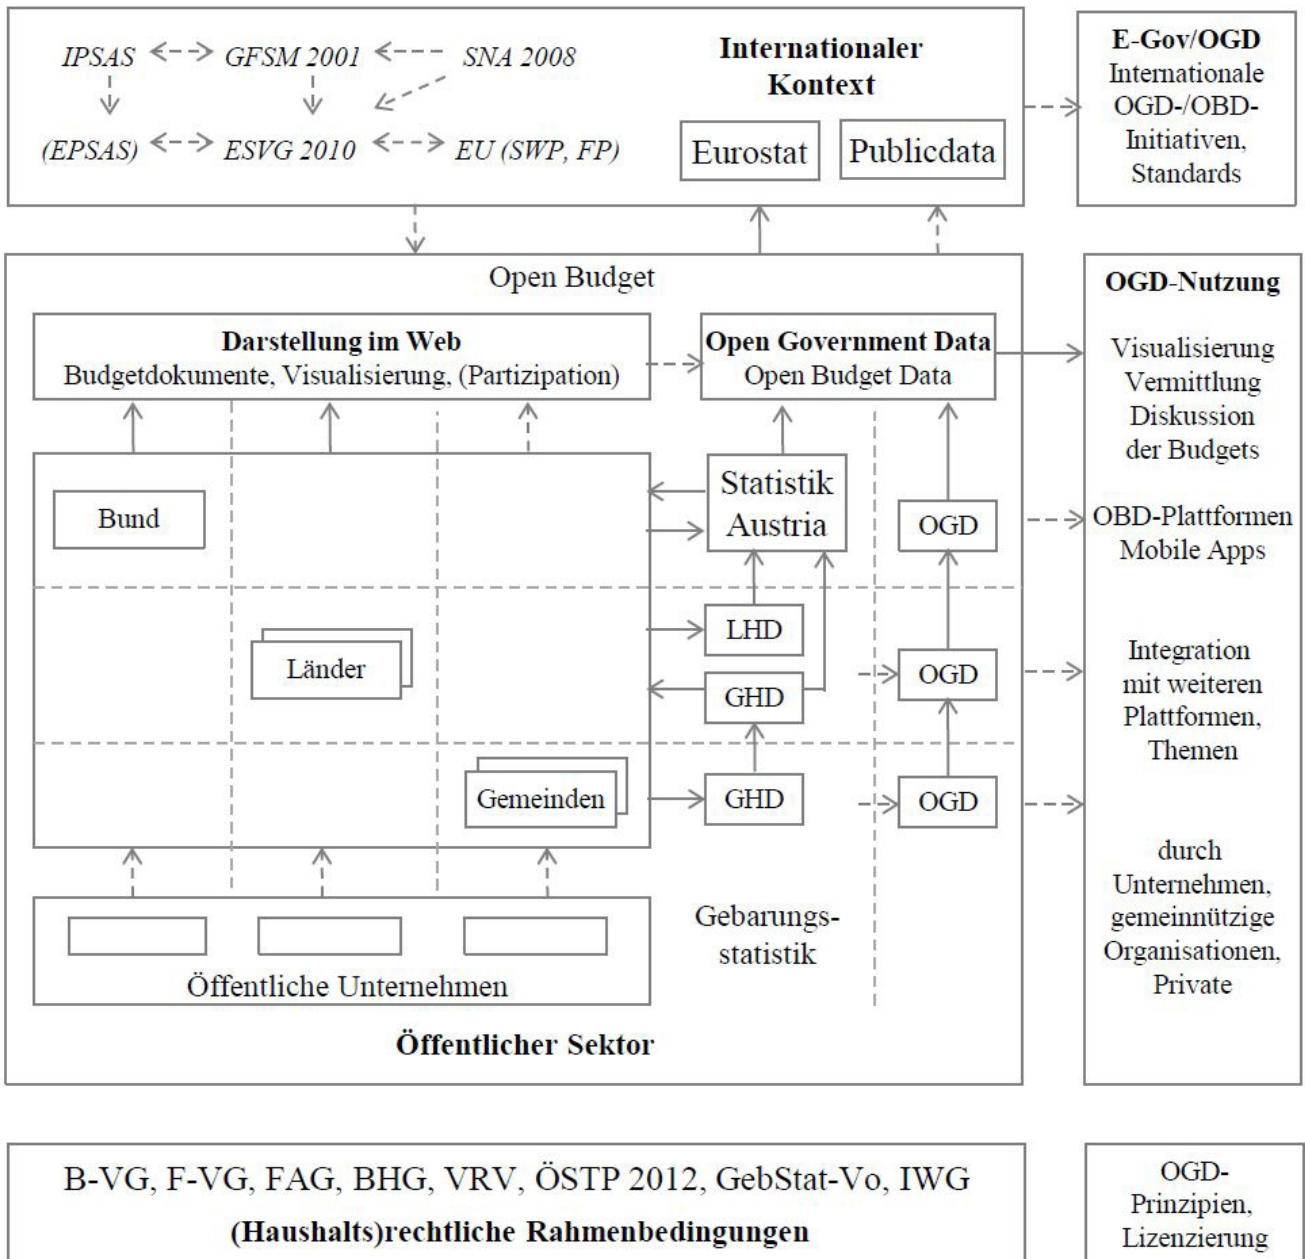 IPSAS GFSM 2001 SNA 2008
(EPSAS) ESVG 2010 EU (SWP, FP)
Internationaler
Kontext
Eurostat
Publicdata
E-Gov/OGD
Internationale
OGD-/OBD-
Initiativen,
Standards
Open Budget
Darstellung im Web
Budgetdokumente, Visualisierung, (Partizipation)
Open Government Data
Open Budget Data
Bund
Statistik
Austria
OGD
Länder
LHD
GHD
OGD
Gemeinden
GHD
OGD
Gebarungs-
statistik
Öffentliche Unternehmen
Öffentlicher Sektor
OGD-Nutzung
Visualisierung
Vermittlung
Diskussion
der Budgets
OBD-Plattformen
Mobile Apps
Integration
mit weiteren
Plattformen,
Themen
durch
Unternehmen,
gemeinnützige
Organisationen,
Private
B-VG, F-VG, FAG, BHG, VRV, ÖSTP 2012, GebStat-Vo, IWG
(Haushalts)rechtliche Rahmenbedingungen
OGD-
Prinzipien,
Lizenzierung